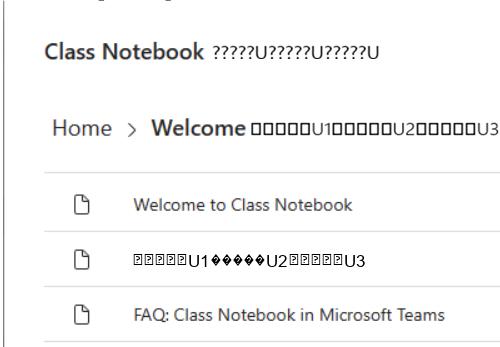 Class Notebook ?????U?????U?????U
Home > Welcome □□□□□U1□□□□□U2□□□□□U3
Welcome to Class Notebook
⍰⍰⍰⍰⍰U1�����U2⍰⍰⍰⍰⍰U3
FAQ: Class Notebook in Microsoft Teams